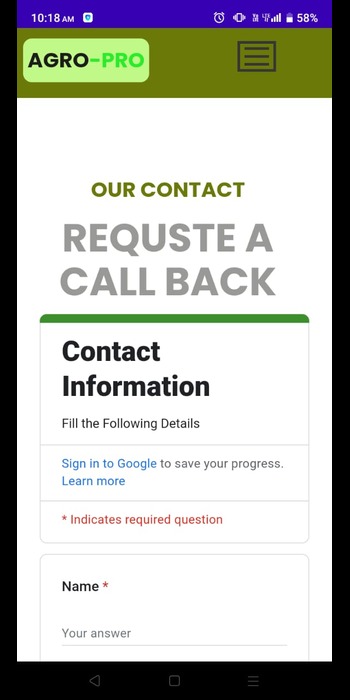 10:18 AM
58%
AGRO-PRO
OUR CONTACT
REQUSTE A
CALL BACK
Contact
Information
Fill the Following Details
Sign in to Google to save your progress.
Learn more
* Indicates required question
Name *
Your answer